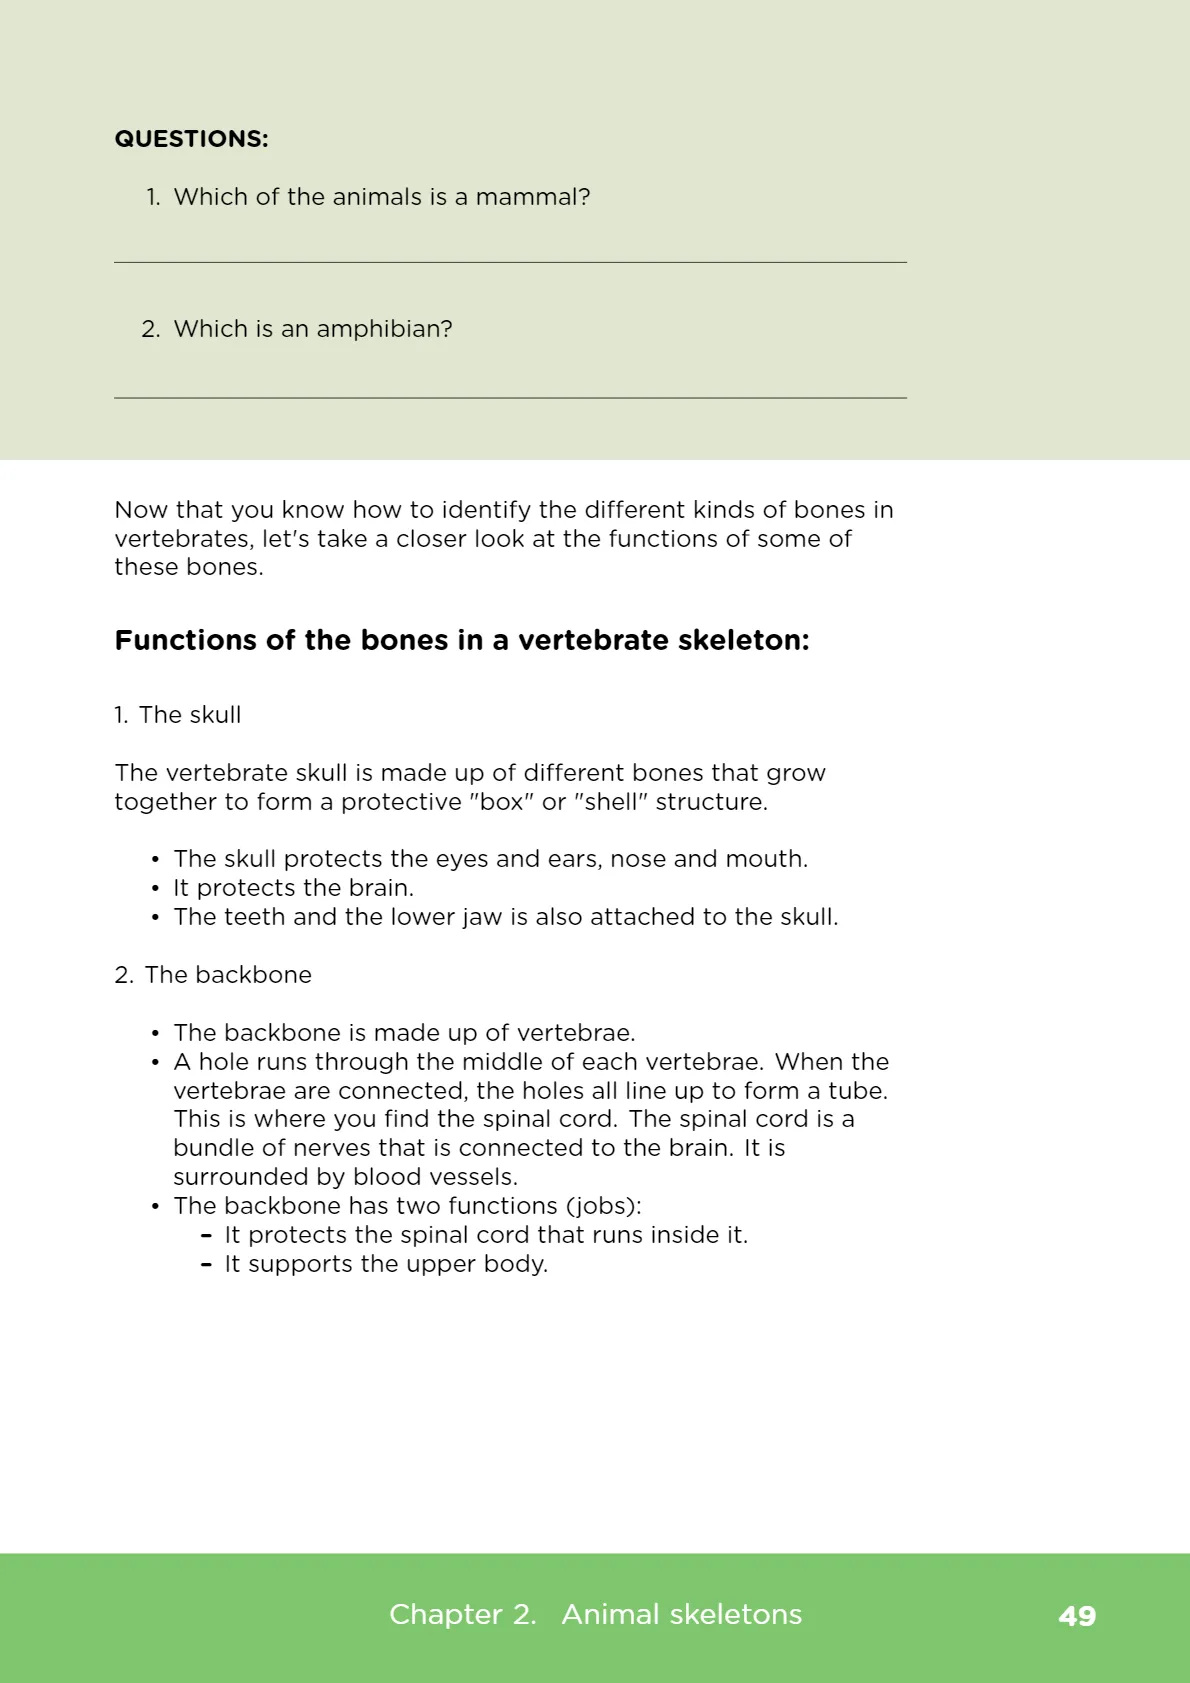 QUESTIONS:
1. Which of the animals is a mammal?
2. Which is an amphibian?
Now that you know how to identify the different kinds of bones in
vertebrates, let's take a closer look at the functions of some of
these bones.
Functions of the bones in a vertebrate skeleton:
1. The skull
The vertebrate skull is made up of different bones that grow
together to form a protective "box" or "shell" structure.
• The skull protects the eyes and ears, nose and mouth.
• It protects the brain.
• The teeth and the lower jaw is also attached to the skull.
2. The backbone
• The backbone is made up of vertebrae.
• A hole runs through the middle of each vertebrae. When the
vertebrae are connected, the holes all line up to form a tube.
This is where you find the spinal cord. The spinal cord is a
bundle of nerves that is connected to the brain. It is
surrounded by blood vessels.
• The backbone has two functions (jobs):
– It protects the spinal cord that runs inside it.
– It supports the upper body.
Chapter 2. Animal skeletons 49